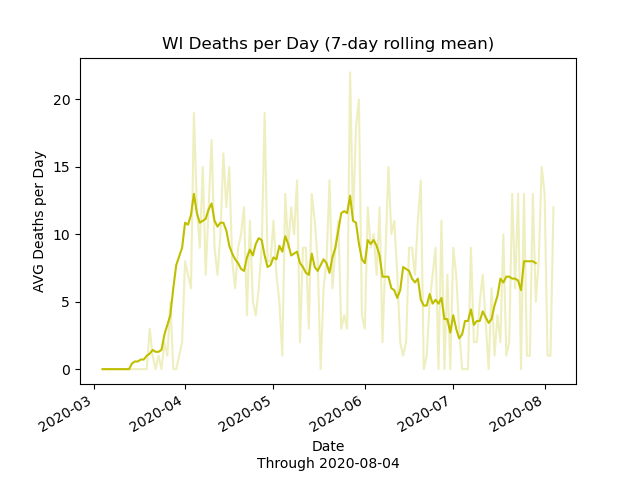 WI Deaths per Day (7-day rolling mean)
AVG Deaths per Day
20
15
10
5
0
2020-03
2020-04
2020-05
2020-06
2020-07
2020-08
Date
Through 2020-08-04